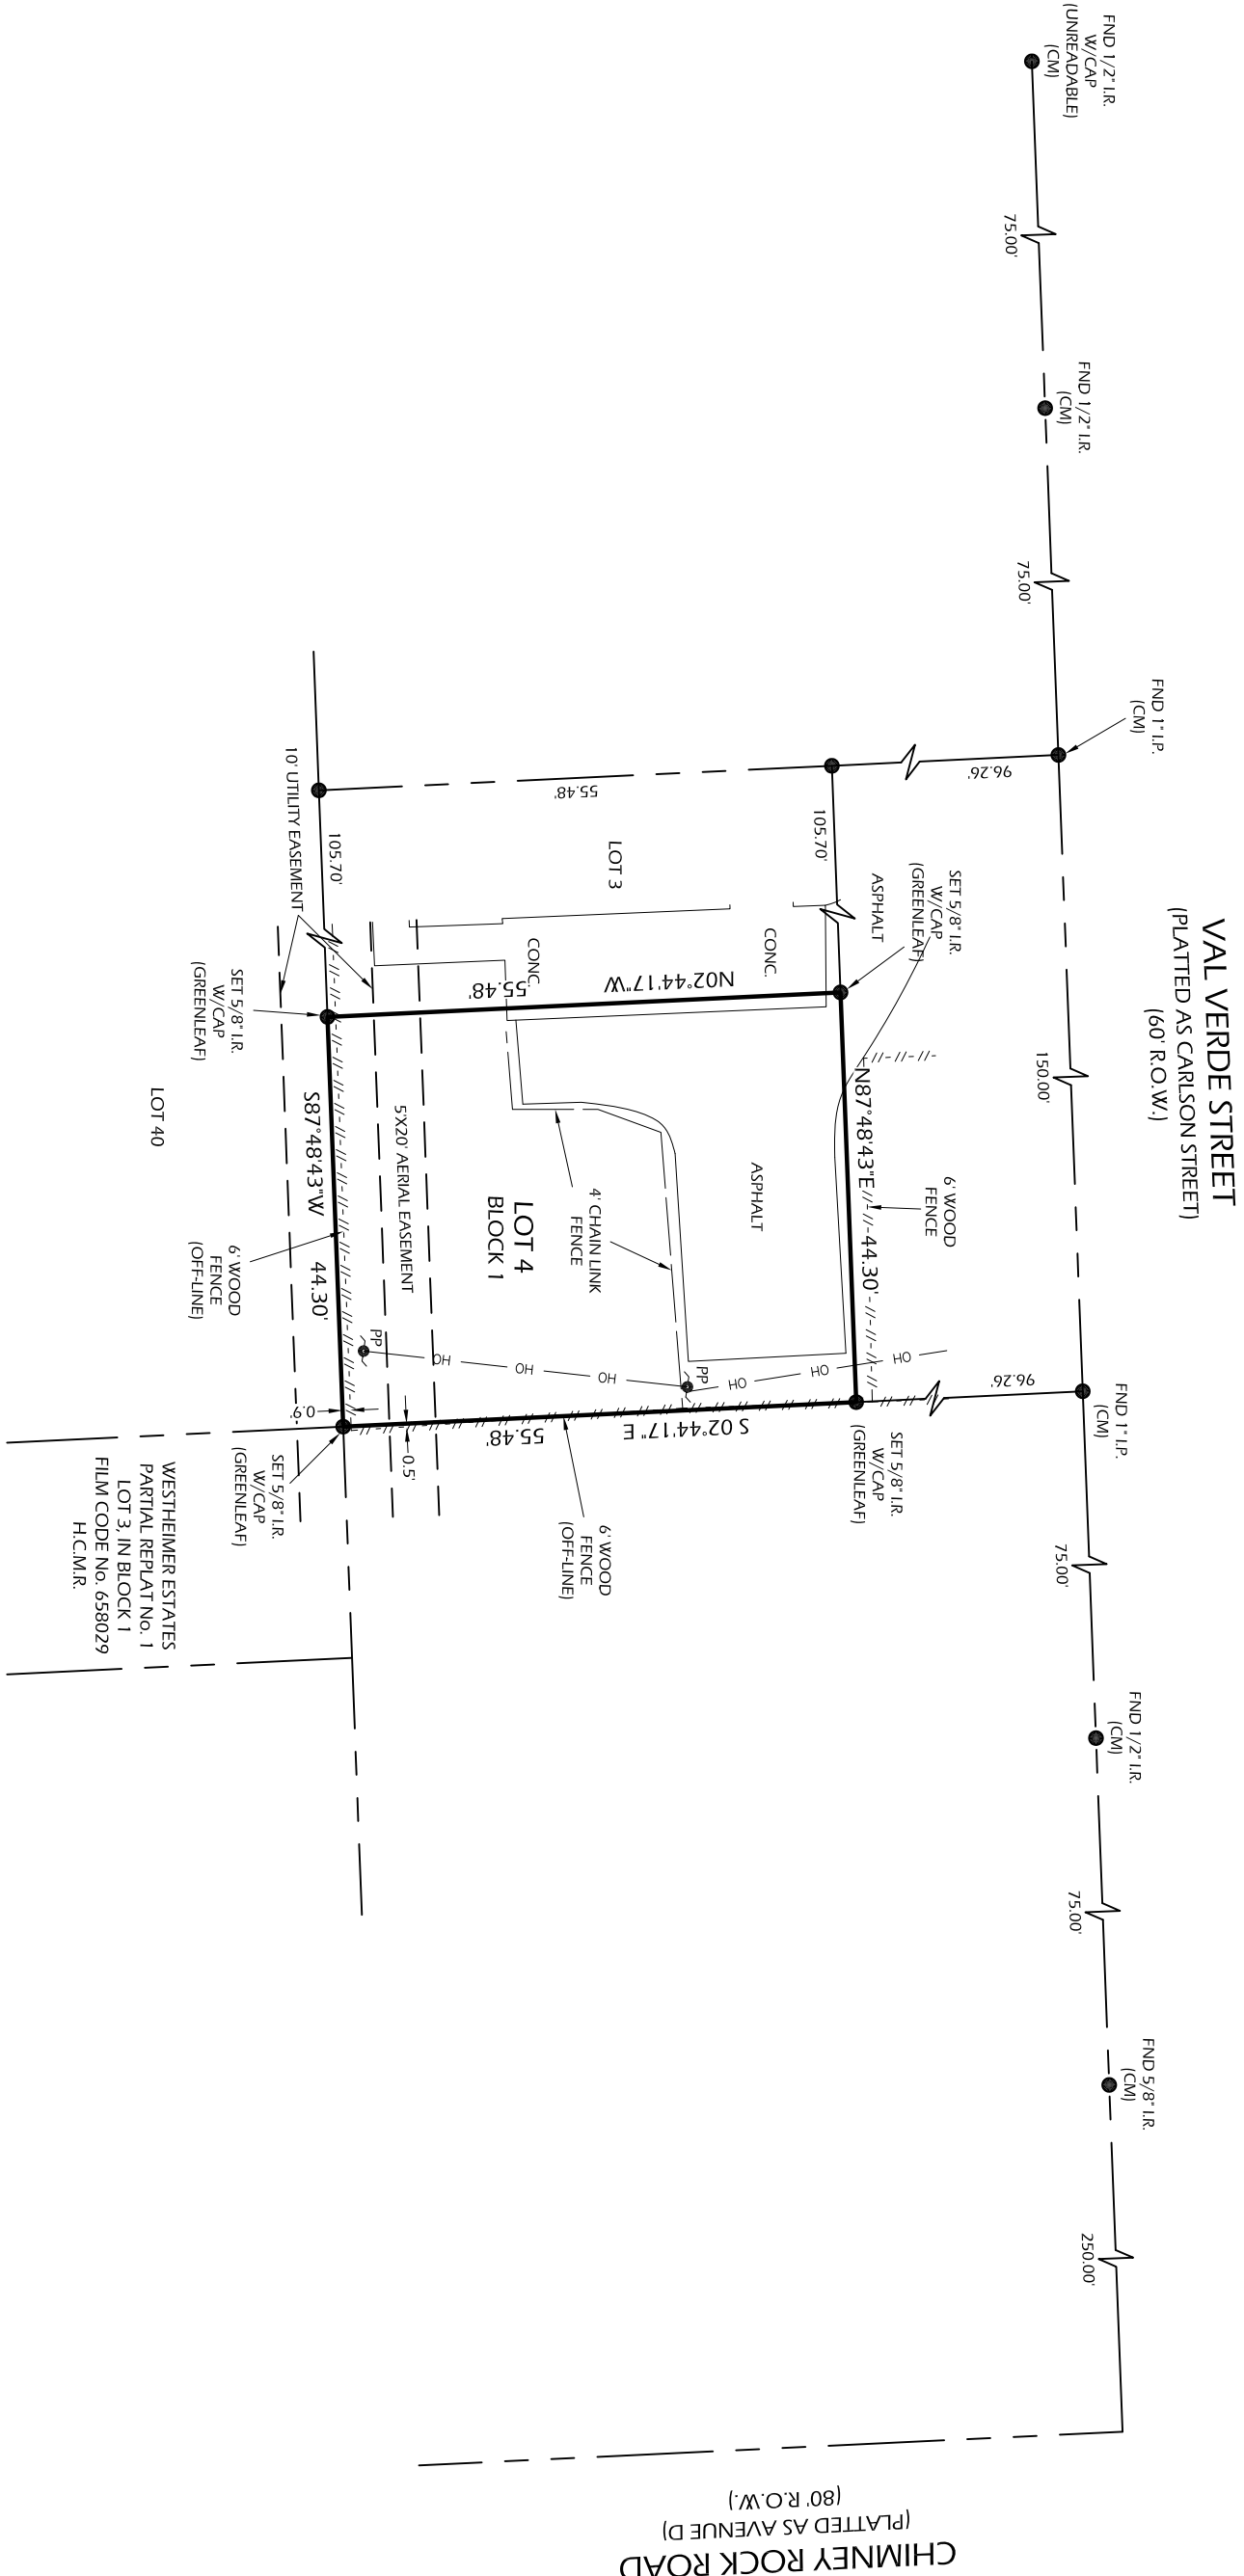 VAL VERDE STREET
(PLATTED AS CARLSON STREET)
(60' R.O.W.)
FND 1/2" I.R.
W/CAP
(UNREADABLE)
(CM)
75.00'
FND 1/2" I.R.
(CM)
75.00'
FND 1" I.P.
(CM)
150.00'
FND 1" I.P.
(CM)
75.00'
FND 1/2" I.R.
(CM)
75.00'
FND 5/8" I.R.
(CM)
250.00'
96.26'
96.26'
55.48'
105.70'
105.70'
LOT 3
ASPHALT
SET 5/8" I.R.
W/CAP
(GREENLEAF)
CONC.
CONC.
N02°44'17"W
55.48'
N87°48'43"E
44.30'
6' WOOD
FENCE
ASPHALT
4' CHAIN LINK
FENCE
LOT 4
BLOCK 1
5'X20' AERIAL EASEMENT
10' UTILITY EASEMENT
SET 5/8" I.R.
W/CAP
(GREENLEAF)
S87°48'43"W
44.30'
6' WOOD
FENCE
(OFF-LINE)
LOT 40
PP
PP
OH
OH
OH
OH
OH
OH
S 02°44'17" E
55.48'
0.9'
0.5'
SET 5/8" I.R.
W/CAP
(GREENLEAF)
SET 5/8" I.R.
W/CAP
(GREENLEAF)
6' WOOD
FENCE
(OFF-LINE)
WESTHEIMER ESTATES
PARTIAL REPLAT No. 1
LOT 3, IN BLOCK 1
FILM CODE No. 658029
H.C.M.R.
CHIMNEY ROCK ROAD
(PLATTED AS AVENUE D)
(80' R.O.W.)